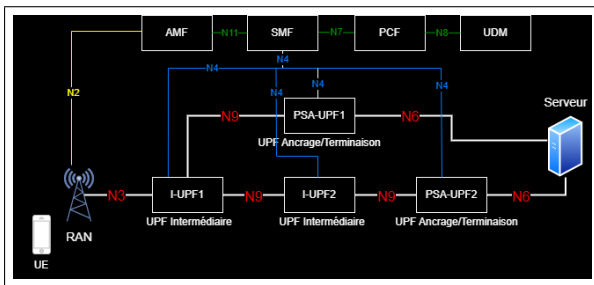 AMF
N11
SMF
N7
PCF
N8
UDM
N4
N4
N2
N4
N4
N4
Serveur
N9
PSA-UPF1
N6
UPF Ancrage/Terminaison
N3
I-UPF1
N9
I-UPF2
N9
PSA-UPF2
N6
UPF Intermédiaire
UPF Intermédiaire
UPF Ancrage/Terminaison
RAN
UE